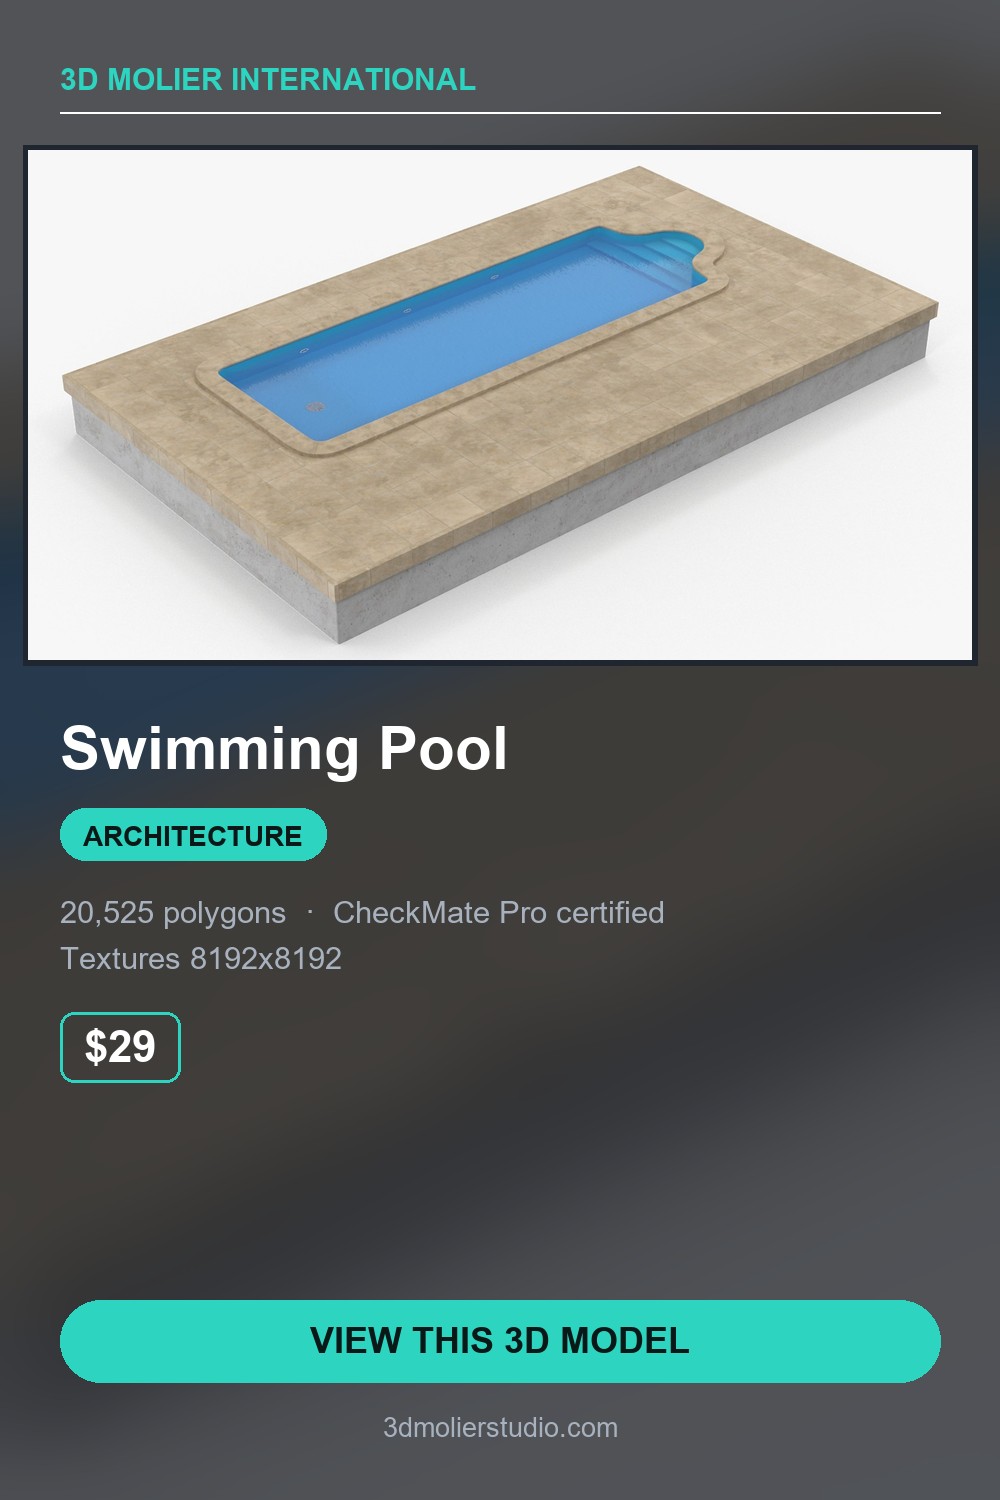 3D MOLIER INTERNATIONAL
Swimming Pool
ARCHITECTURE
20,525 polygons · CheckMate Pro certified
Textures 8192x8192
$29
VIEW THIS 3D MODEL
3dmolierstudio.com